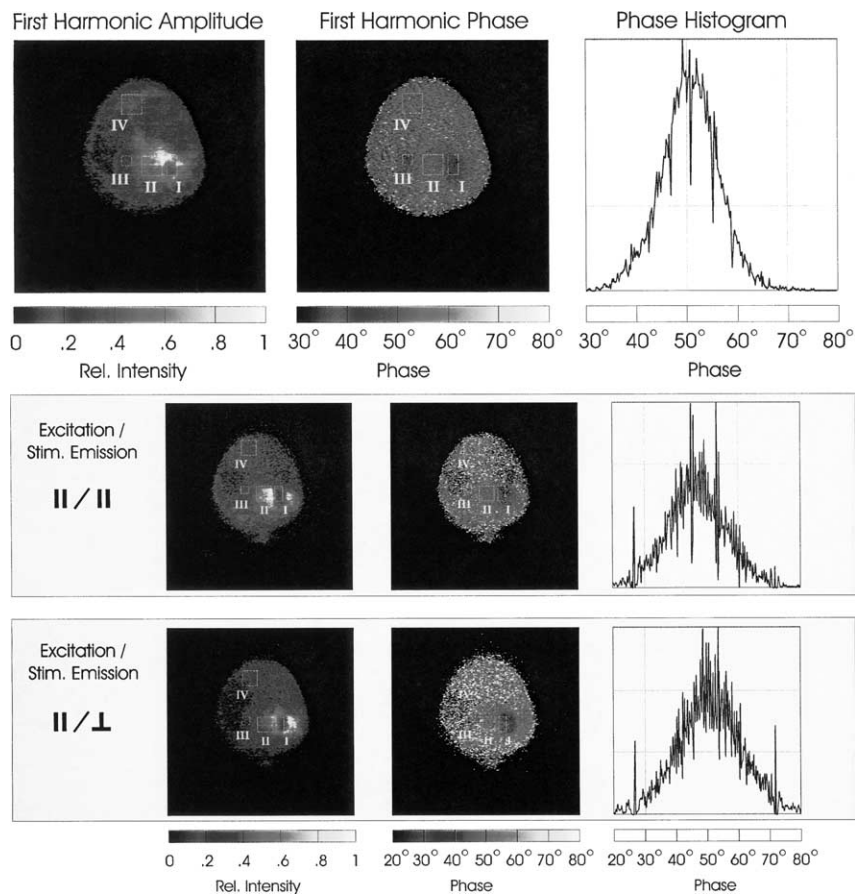 First Harmonic Amplitude First Harmonic Phase Phase Histogram
IV IV
III II I III II I
0 .2 .4 .6 .8 1 30° 40° 50° 60° 70° 80° 30° 40° 50° 60° 70° 80°
Rel. Intensity Phase Phase
Excitation /
Stim. Emission
II / II
IV IV
III II I III II I
Excitation /
Stim. Emission
II / ⊥
IV IV
III II I III II I
0 .2 .4 .6 .8 1 20° 30° 40° 50° 60° 70° 80° 20° 30° 40° 50° 60° 70° 80°
Rel. Intensity Phase Phase